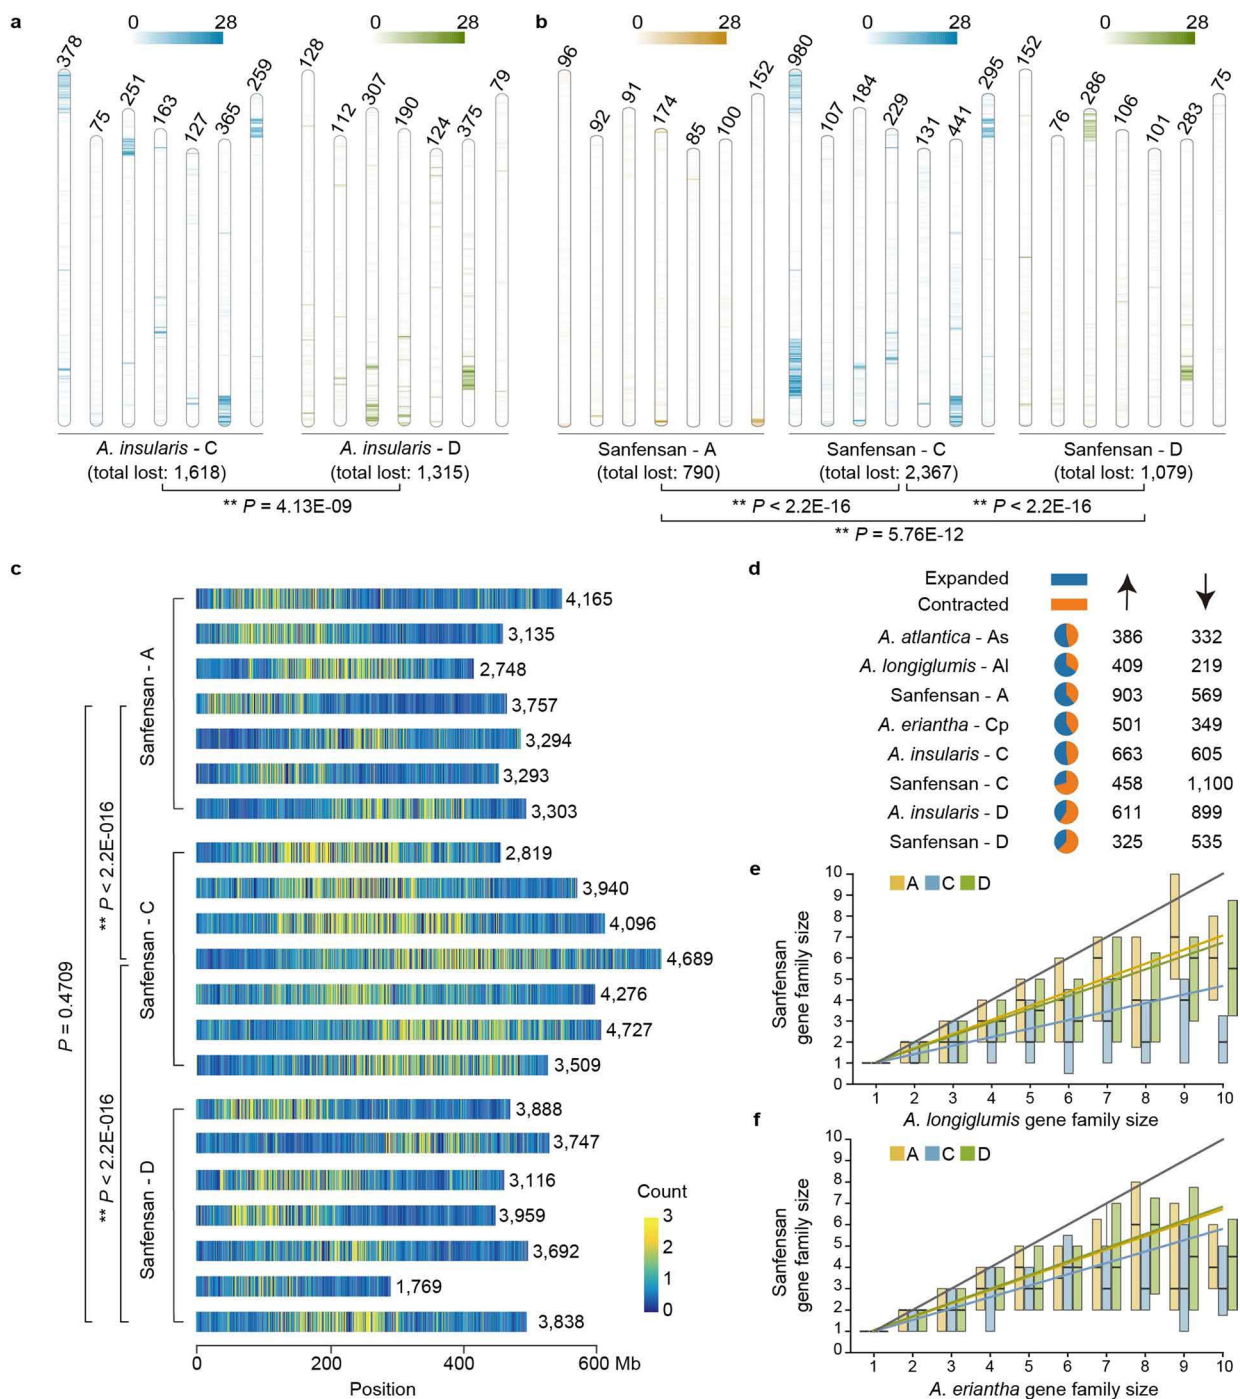 a
0 28
0 28
378
75
251
163
127
365
259
128
112
307
190
124
375
79
A. insularis - C
(total lost: 1,618)
A. insularis - D
(total lost: 1,315)
** P = 4.13E-09
b
0 28
0 28
0 28
96
92
91
174
85
100
152
980
107
184
229
131
441
295
152
76
286
106
101
283
75
Sanfensan - A
(total lost: 790)
Sanfensan - C
(total lost: 2,367)
Sanfensan - D
(total lost: 1,079)
** P < 2.2E-16
** P < 2.2E-16
** P = 5.76E-12
c
P = 0.4709
** P < 2.2E-016
** P < 2.2E-016
Sanfensan - A
4,165
3,135
2,748
3,757
3,294
3,293
3,303
Sanfensan - C
2,819
3,940
4,096
4,689
4,276
4,727
3,509
Sanfensan - D
3,888
3,747
3,116
3,959
3,692
1,769
3,838
Count
3
2
1
0
0 200 400 600 Mb
Position
d
Expanded
Contracted
A. atlantica - As 386 332
A. longiglumis - Al 409 219
Sanfensan - A 903 569
A. eriantha - Cp 501 349
A. insularis - C 663 605
Sanfensan - C 458 1,100
A. insularis - D 611 899
Sanfensan - D 325 535
e
A C D
Sanfensan
gene family size
10
9
8
7
6
5
4
3
2
1
0
1 2 3 4 5 6 7 8 9 10
A. longiglumis gene family size
f
A C D
Sanfensan
gene family size
10
9
8
7
6
5
4
3
2
1
0
1 2 3 4 5 6 7 8 9 10
A. eriantha gene family size